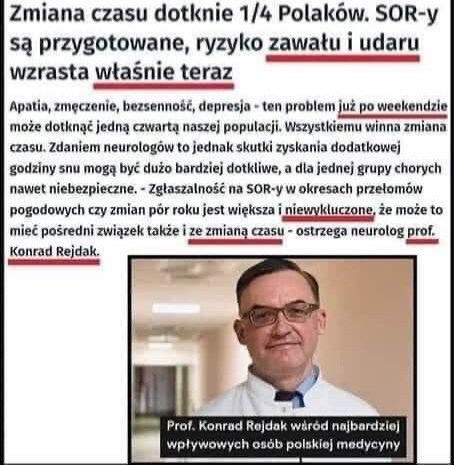 Zmiana czasu dotknie 1/4 Polaków. SOR-y
są przygotowane, ryzyko zawału i udaru
wzrasta właśnie teraz
Apatia, zmęczenie, bezsenność, depresja - ten problem już po weekendzie
może dotknąć jedną czwartą naszej populacji. Wszystkiemu winna zmiana
czasu. Zdaniem neurologów to jednak skutki zyskania dodatkowej
godziny snu mogą być dużo bardziej dotkliwe, a dla jednej grupy chorych
nawet niebezpieczne. - Zgłaszalność na SOR-y w okresach przełomów
pogodowych czy zmian pór roku jest większa i niewykluczone, że może to
mieć pośredni związek także i ze zmianą czasu - ostrzega neurolog prof.
Konrad Rejdak.
Prof. Konrad Rejdak wśród najbardziej
wpływowych osób polskiej medycyny